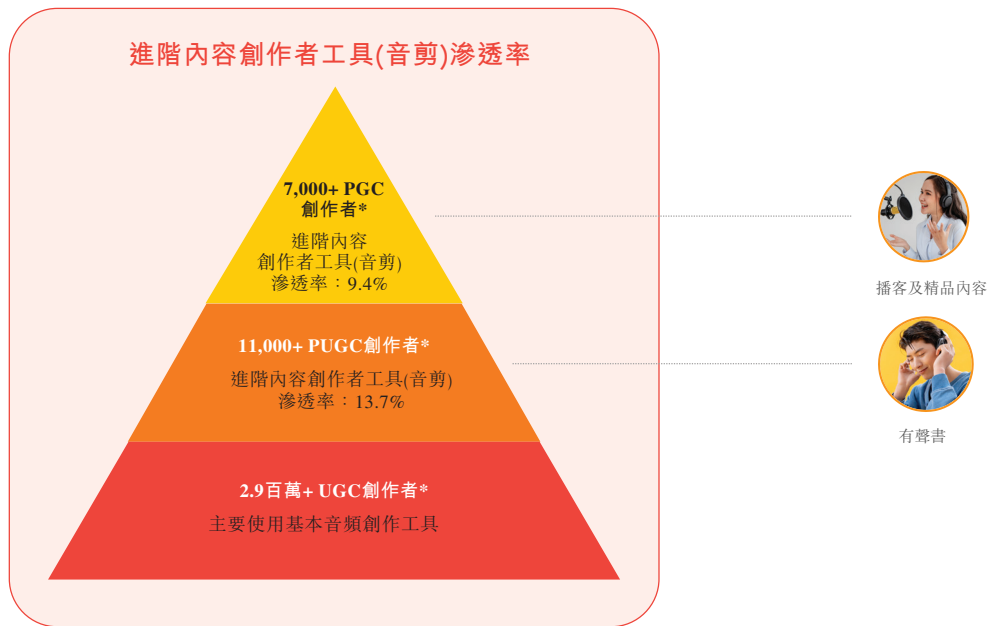 進階內容創作者工具(音剪)滲透率
7,000+ PGC
創作者*
進階內容
創作者工具(音剪)
滲透率：9.4%
播客及精品內容
11,000+ PUGC創作者*
進階內容創作者工具(音剪)
滲透率：13.7%
有聲書
2.9百萬+ UGC創作者*
主要使用基本音頻創作工具